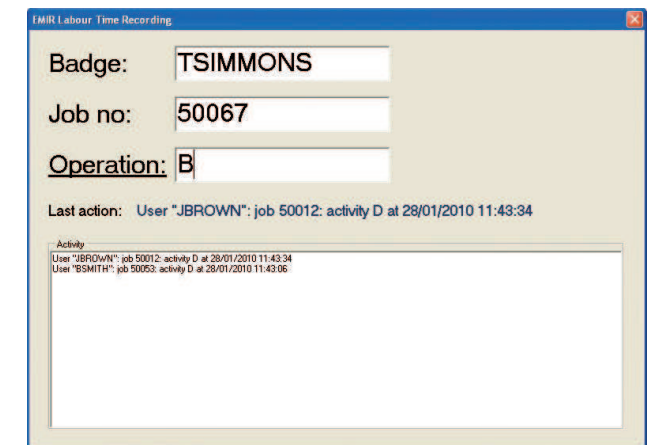 EMIR Labour Time Recording
Badge: TSIMMONS
Job no: 50067
Operation: B
Last action: User "JBROWN": job 50012: activity D at 28/01/2010 11:43:34
Activity
User "JBROWN": job 50012: activity D at 28/01/2010 11:43:34
User "BSMITH": job 50053: activity D at 28/01/2010 11:43:06